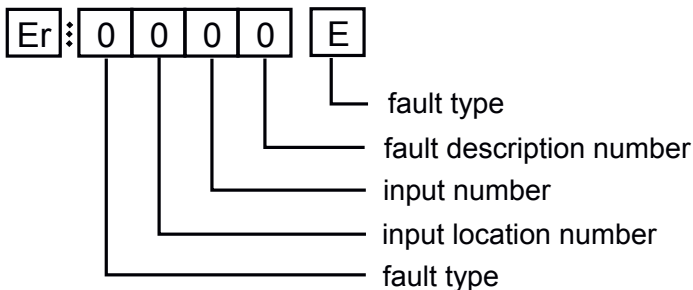 Er 0 0 0 0 E
fault type
fault description number
input number
input location number
fault type